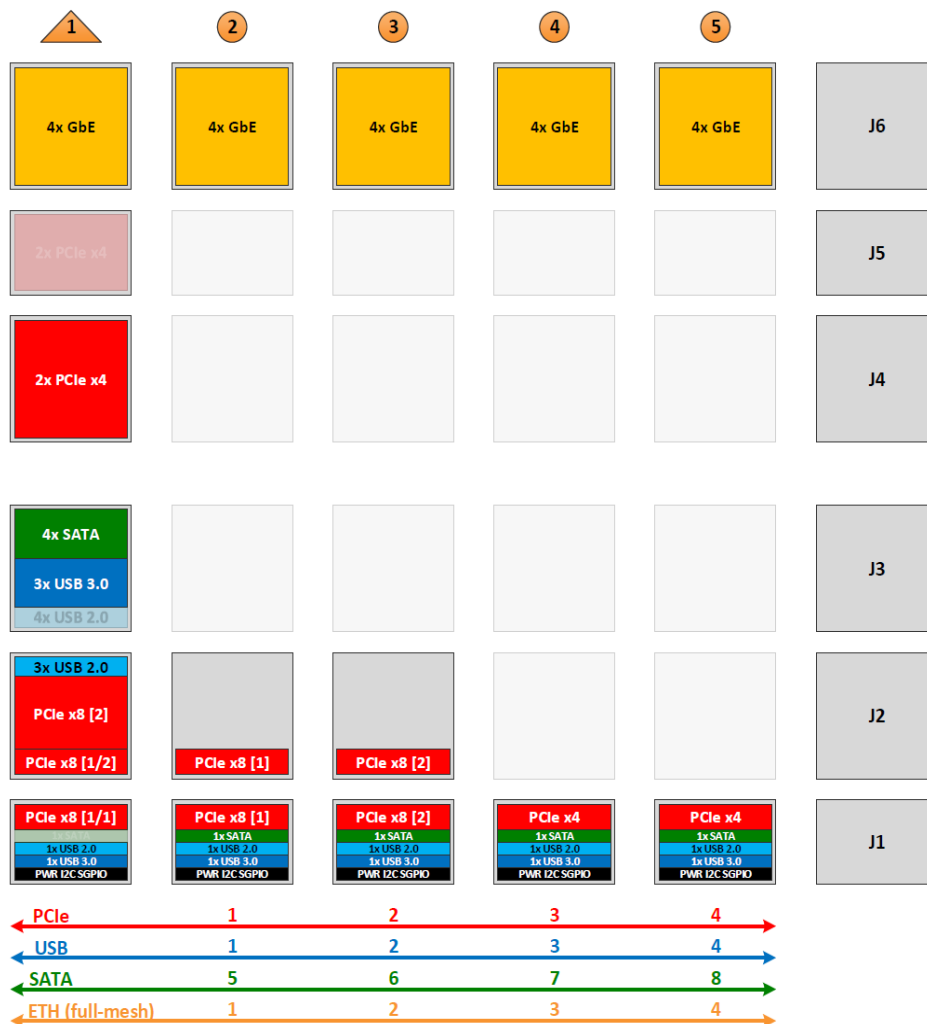 1 2 3 4 5
4x GbE 4x GbE 4x GbE 4x GbE 4x GbE J6
2x PCIe x4 J5
2x PCIe x4 J4
4x SATA
3x USB 3.0 J3
4x USB 2.0
3x USB 2.0
PCIe x8 [2] J2
PCIe x8 [1/2] PCIe x8 [1] PCIe x8 [2]
PCIe x8 [1/1] PCIe x8 [1] PCIe x8 [2] PCIe x4 PCIe x4
1x SATA 1x SATA 1x SATA 1x SATA 1x SATA J1
1x USB 2.0 1x USB 2.0 1x USB 2.0 1x USB 2.0 1x USB 2.0
1x USB 3.0 1x USB 3.0 1x USB 3.0 1x USB 3.0 1x USB 3.0
PWR I2C SGPIO PWR I2C SGPIO PWR I2C SGPIO PWR I2C SGPIO PWR I2C SGPIO
PCIe 1 2 3 4
USB 1 2 3 4
SATA 5 6 7 8
ETH (full-mesh) 1 2 3 4